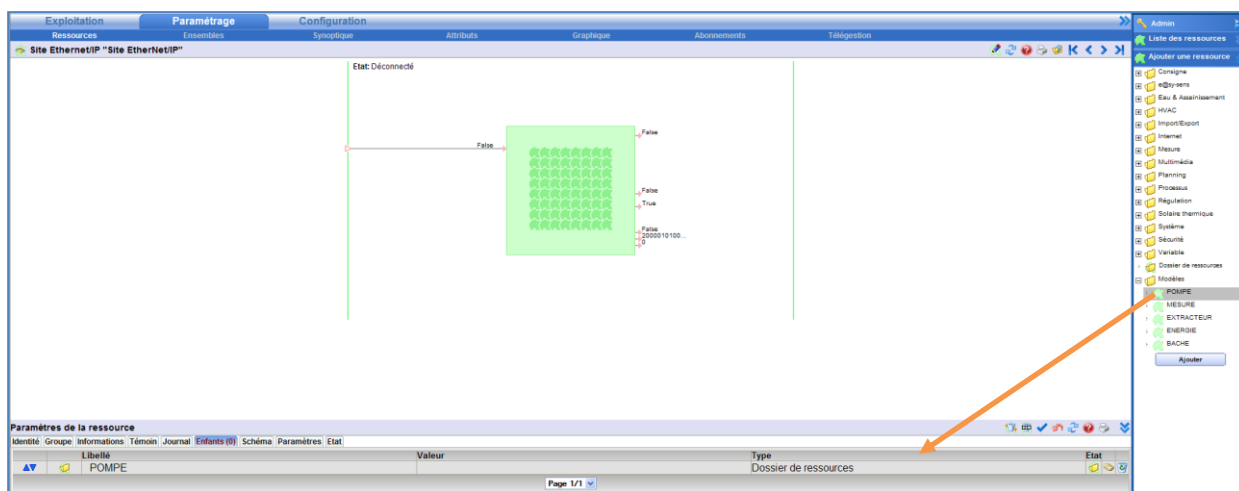 Exploitation Paramétrage Configuration
Ressources Ensembles Synoptique Attributs Graphique Abonnements Télégestion
Site Ethernet/IP "Site EtherNet/IP"
Etat: Déconnecté
False
False
False
True
False
2000010100...
0
Admin
Liste des ressources
Ajouter une ressource
Consigne
e@sy-sens
Eau & Assainissement
HVAC
Import/Export
Internet
Mesure
Multimédia
Planning
Processus
Régulation
Solaire thermique
Système
Sécurité
Variable
Dossier de ressources
Modèles
POMPE
MESURE
EXTRACTEUR
ENERGIE
BACHE
Ajouter
Paramètres de la ressource
Identité Groupe Informations Témoin Journal Enfants (0) Schéma Paramètres Etat
Libellé Valeur Type Etat
POMPE Dossier de ressources
Page 1/1